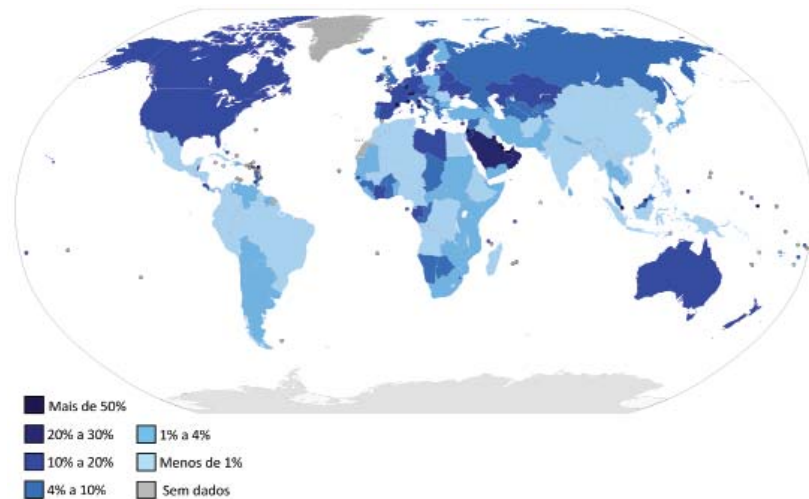 Mais de 50%
20% a 30%
10% a 20%
4% a 10%
1% a 4%
Menos de 1%
Sem dados